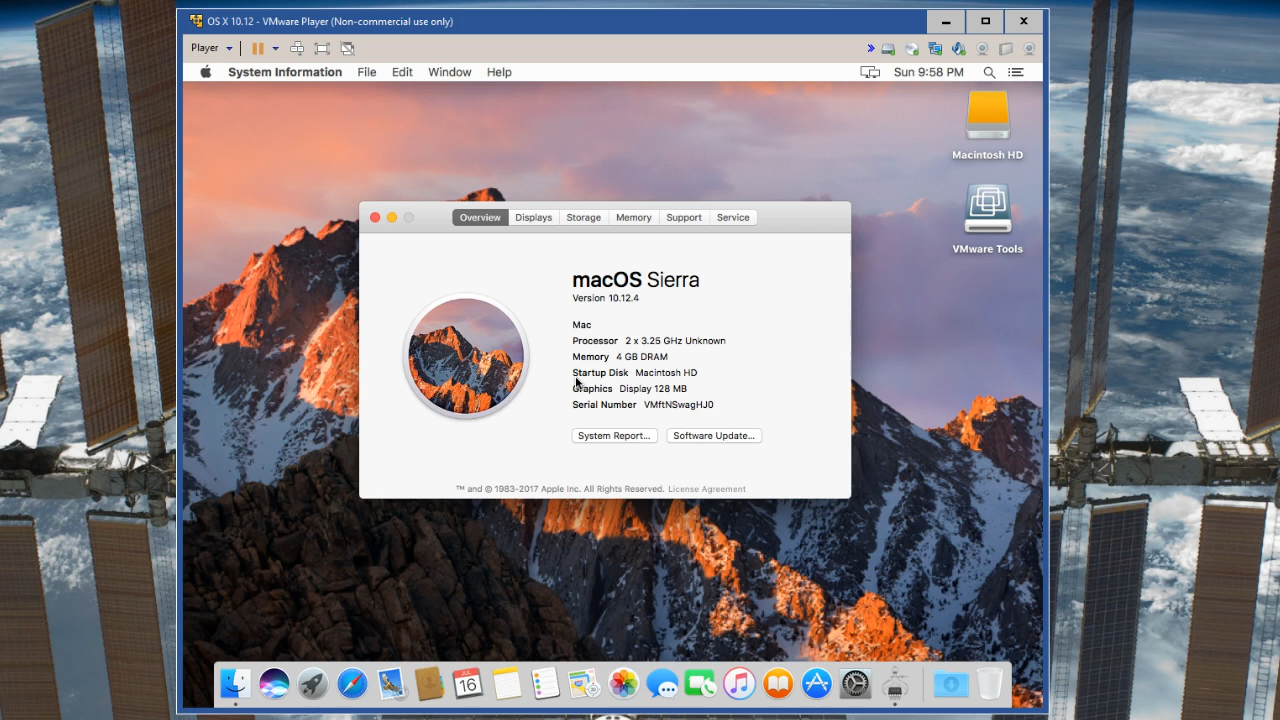 OS X 10.12 - VMware Player (Non-commercial use only)
Player
System Information File Edit Window Help Sun 9:58 PM
Macintosh HD
VMware Tools
Overview Displays Storage Memory Support Service
macOS Sierra
Version 10.12.4
Mac
Processor 2 x 3.25 GHz Unknown
Memory 4 GB DRAM
Startup Disk Macintosh HD
Graphics Display 128 MB
Serial Number VMftNSwagHJ0
System Report... Software Update...
™ and © 1983-2017 Apple Inc. All Rights Reserved. License Agreement
16